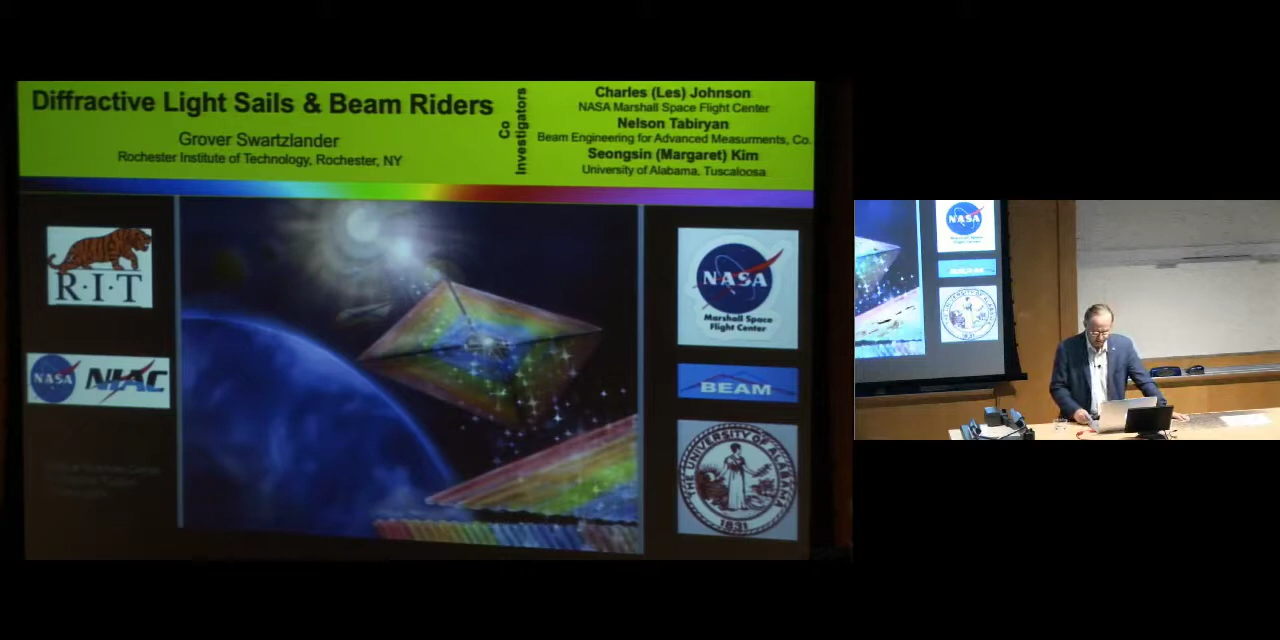 Diffractive Light Sails & Beam Riders
Grover Swartzlander
Rochester Institute of Technology, Rochester, NY
Co
Investigators
Charles (Les) Johnson
NASA Marshall Space Flight Center
Nelson Tabiryan
Beam Engineering for Advanced Measurments, Co.
Seongsin (Margaret) Kim
University of Alabama, Tuscaloosa
R·I·T
NASA NIAC
NASA
Marshall Space
Flight Center
BEAM
THE UNIVERSITY OF ALABAMA
1831
NASA